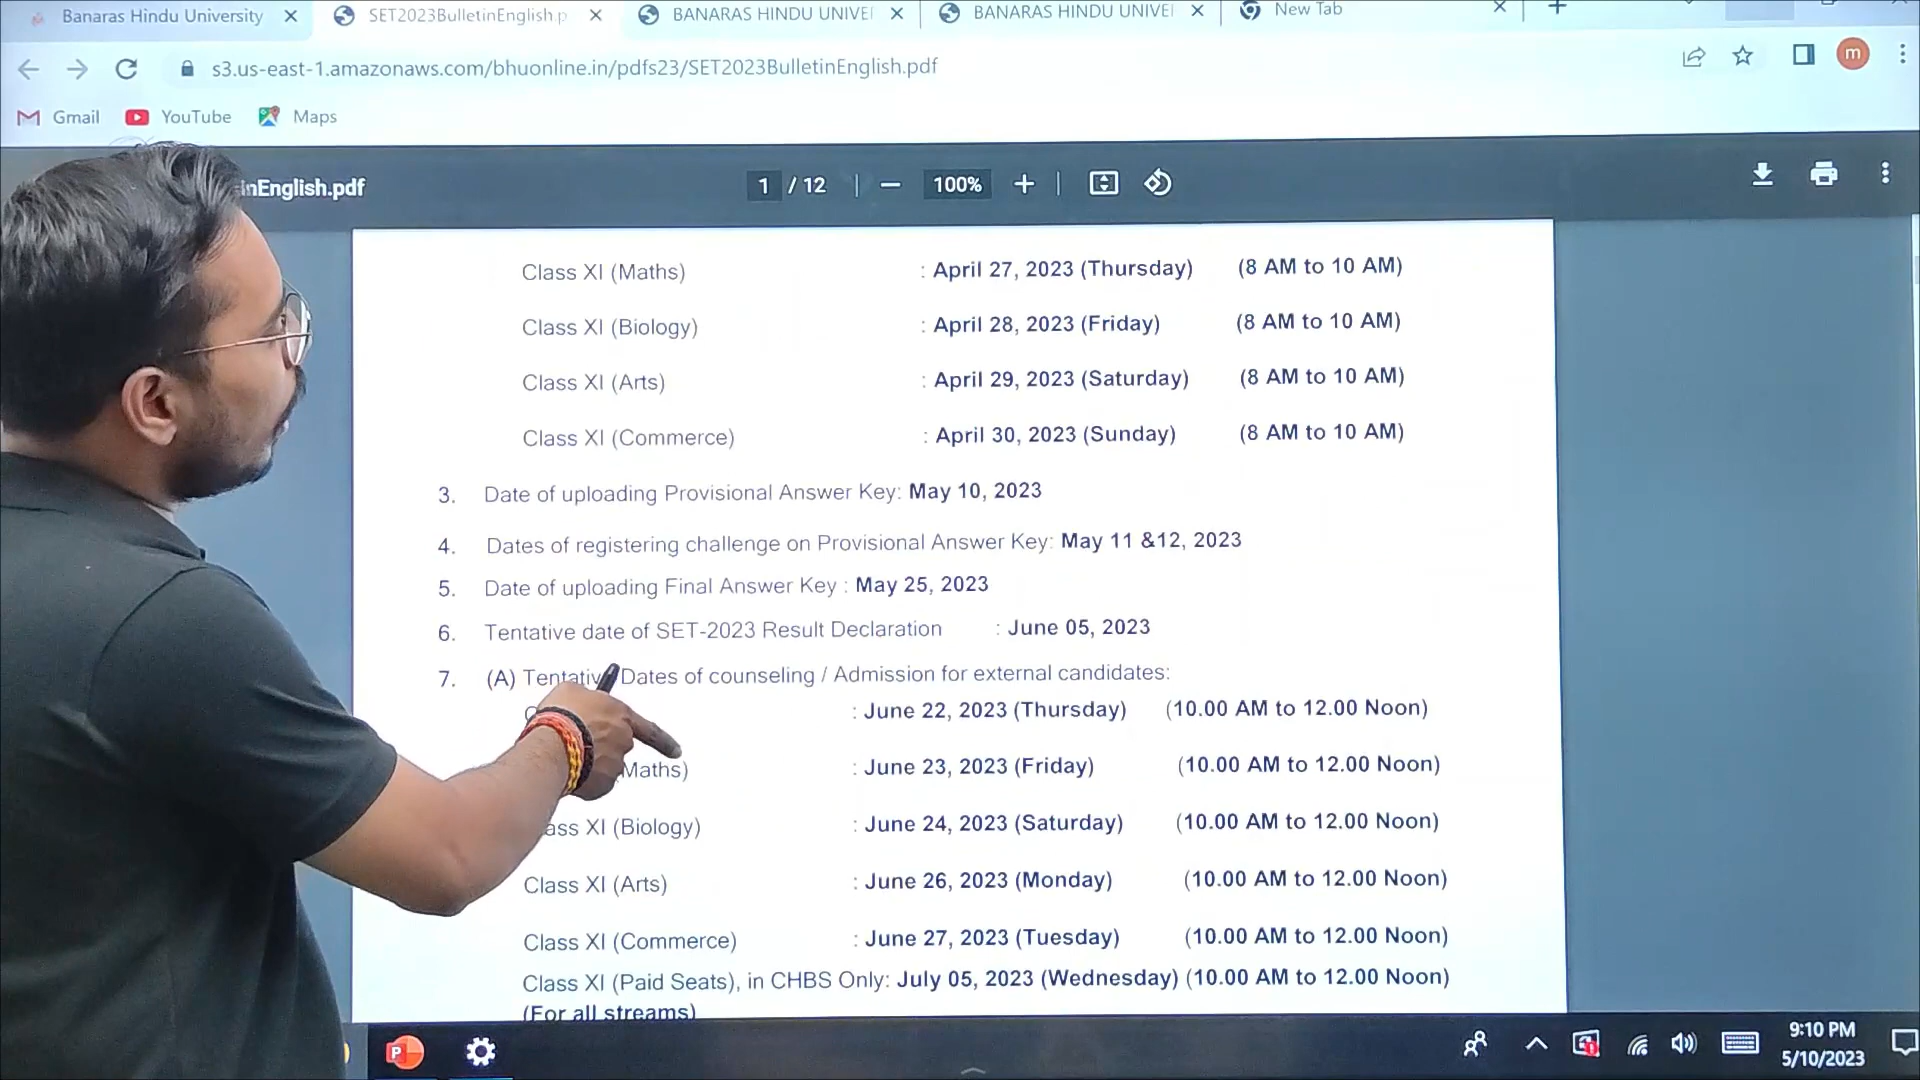 Banaras Hindu University
SET2023BulletinEnglish.p
BANARAS HINDU UNIVE
BANARAS HINDU UNIVE
New Tab
s3.us-east-1.amazonaws.com/bhuonline.in/pdfs23/SET2023BulletinEnglish.pdf
m
Gmail
YouTube
Maps
inEnglish.pdf
1 / 12
100%
Class XI (Maths) : April 27, 2023 (Thursday) (8 AM to 10 AM)
Class XI (Biology) : April 28, 2023 (Friday) (8 AM to 10 AM)
Class XI (Arts) : April 29, 2023 (Saturday) (8 AM to 10 AM)
Class XI (Commerce) : April 30, 2023 (Sunday) (8 AM to 10 AM)
3. Date of uploading Provisional Answer Key: May 10, 2023
4. Dates of registering challenge on Provisional Answer Key: May 11 &12, 2023
5. Date of uploading Final Answer Key : May 25, 2023
6. Tentative date of SET-2023 Result Declaration : June 05, 2023
7. (A) Tentativ Dates of counseling / Admission for external candidates:
: June 22, 2023 (Thursday) (10.00 AM to 12.00 Noon)
Maths) : June 23, 2023 (Friday) (10.00 AM to 12.00 Noon)
ass XI (Biology) : June 24, 2023 (Saturday) (10.00 AM to 12.00 Noon)
Class XI (Arts) : June 26, 2023 (Monday) (10.00 AM to 12.00 Noon)
Class XI (Commerce) : June 27, 2023 (Tuesday) (10.00 AM to 12.00 Noon)
Class XI (Paid Seats), in CHBS Only: July 05, 2023 (Wednesday) (10.00 AM to 12.00 Noon)
(For all streams)
P
9:10 PM
5/10/2023